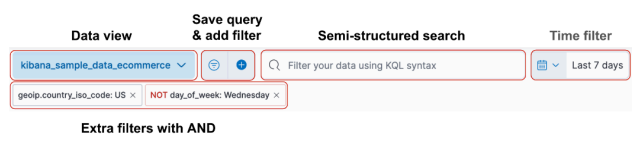 Data view
Save query
& add filter
Semi-structured search
Time filter
kibana_sample_data_ecommerce
Filter your data using KQL syntax
Last 7 days
geoip.country_iso_code: US ×
NOT day_of_week: Wednesday ×
Extra filters with AND